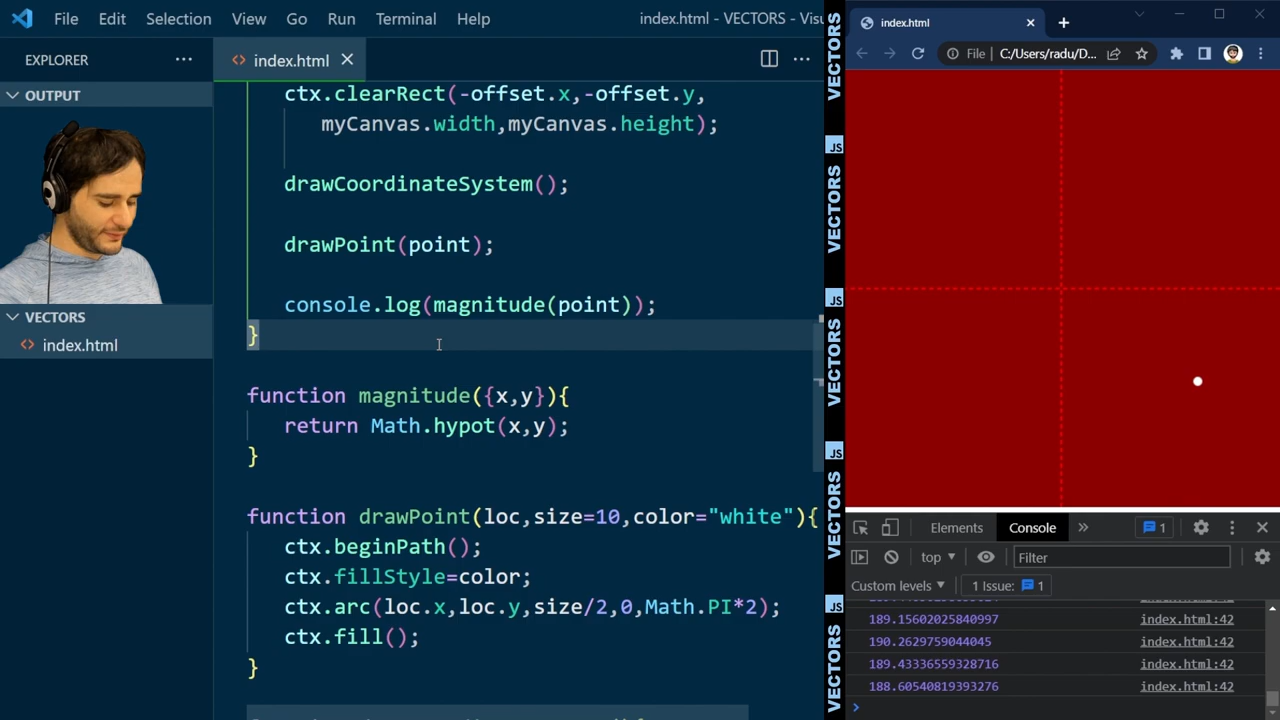 File Edit Selection View Go Run Terminal Help index.html - VECTORS - Visu
EXPLORER
index.html
OUTPUT
ctx.clearRect(-offset.x,-offset.y,
myCanvas.width,myCanvas.height);
drawCoordinateSystem();
drawPoint(point);
console.log(magnitude(point));
}
VECTORS
index.html
function magnitude({x,y}){
return Math.hypot(x,y);
}
function drawPoint(loc,size=10,color="white"){
ctx.beginPath();
ctx.fillStyle=color;
ctx.arc(loc.x,loc.y,size/2,0,Math.PI*2);
ctx.fill();
}
VECTORS
JS
VECTORS
JS
VECTORS
JS
VECTORS
JS
VECTORS
index.html
File C:/Users/radu/D...
Elements Console 1
top Filter
Custom levels 1 Issue: 1
189.15602025840997 index.html:42
190.2629759044045 index.html:42
189.43336559328716 index.html:42
188.60540819393276 index.html:42